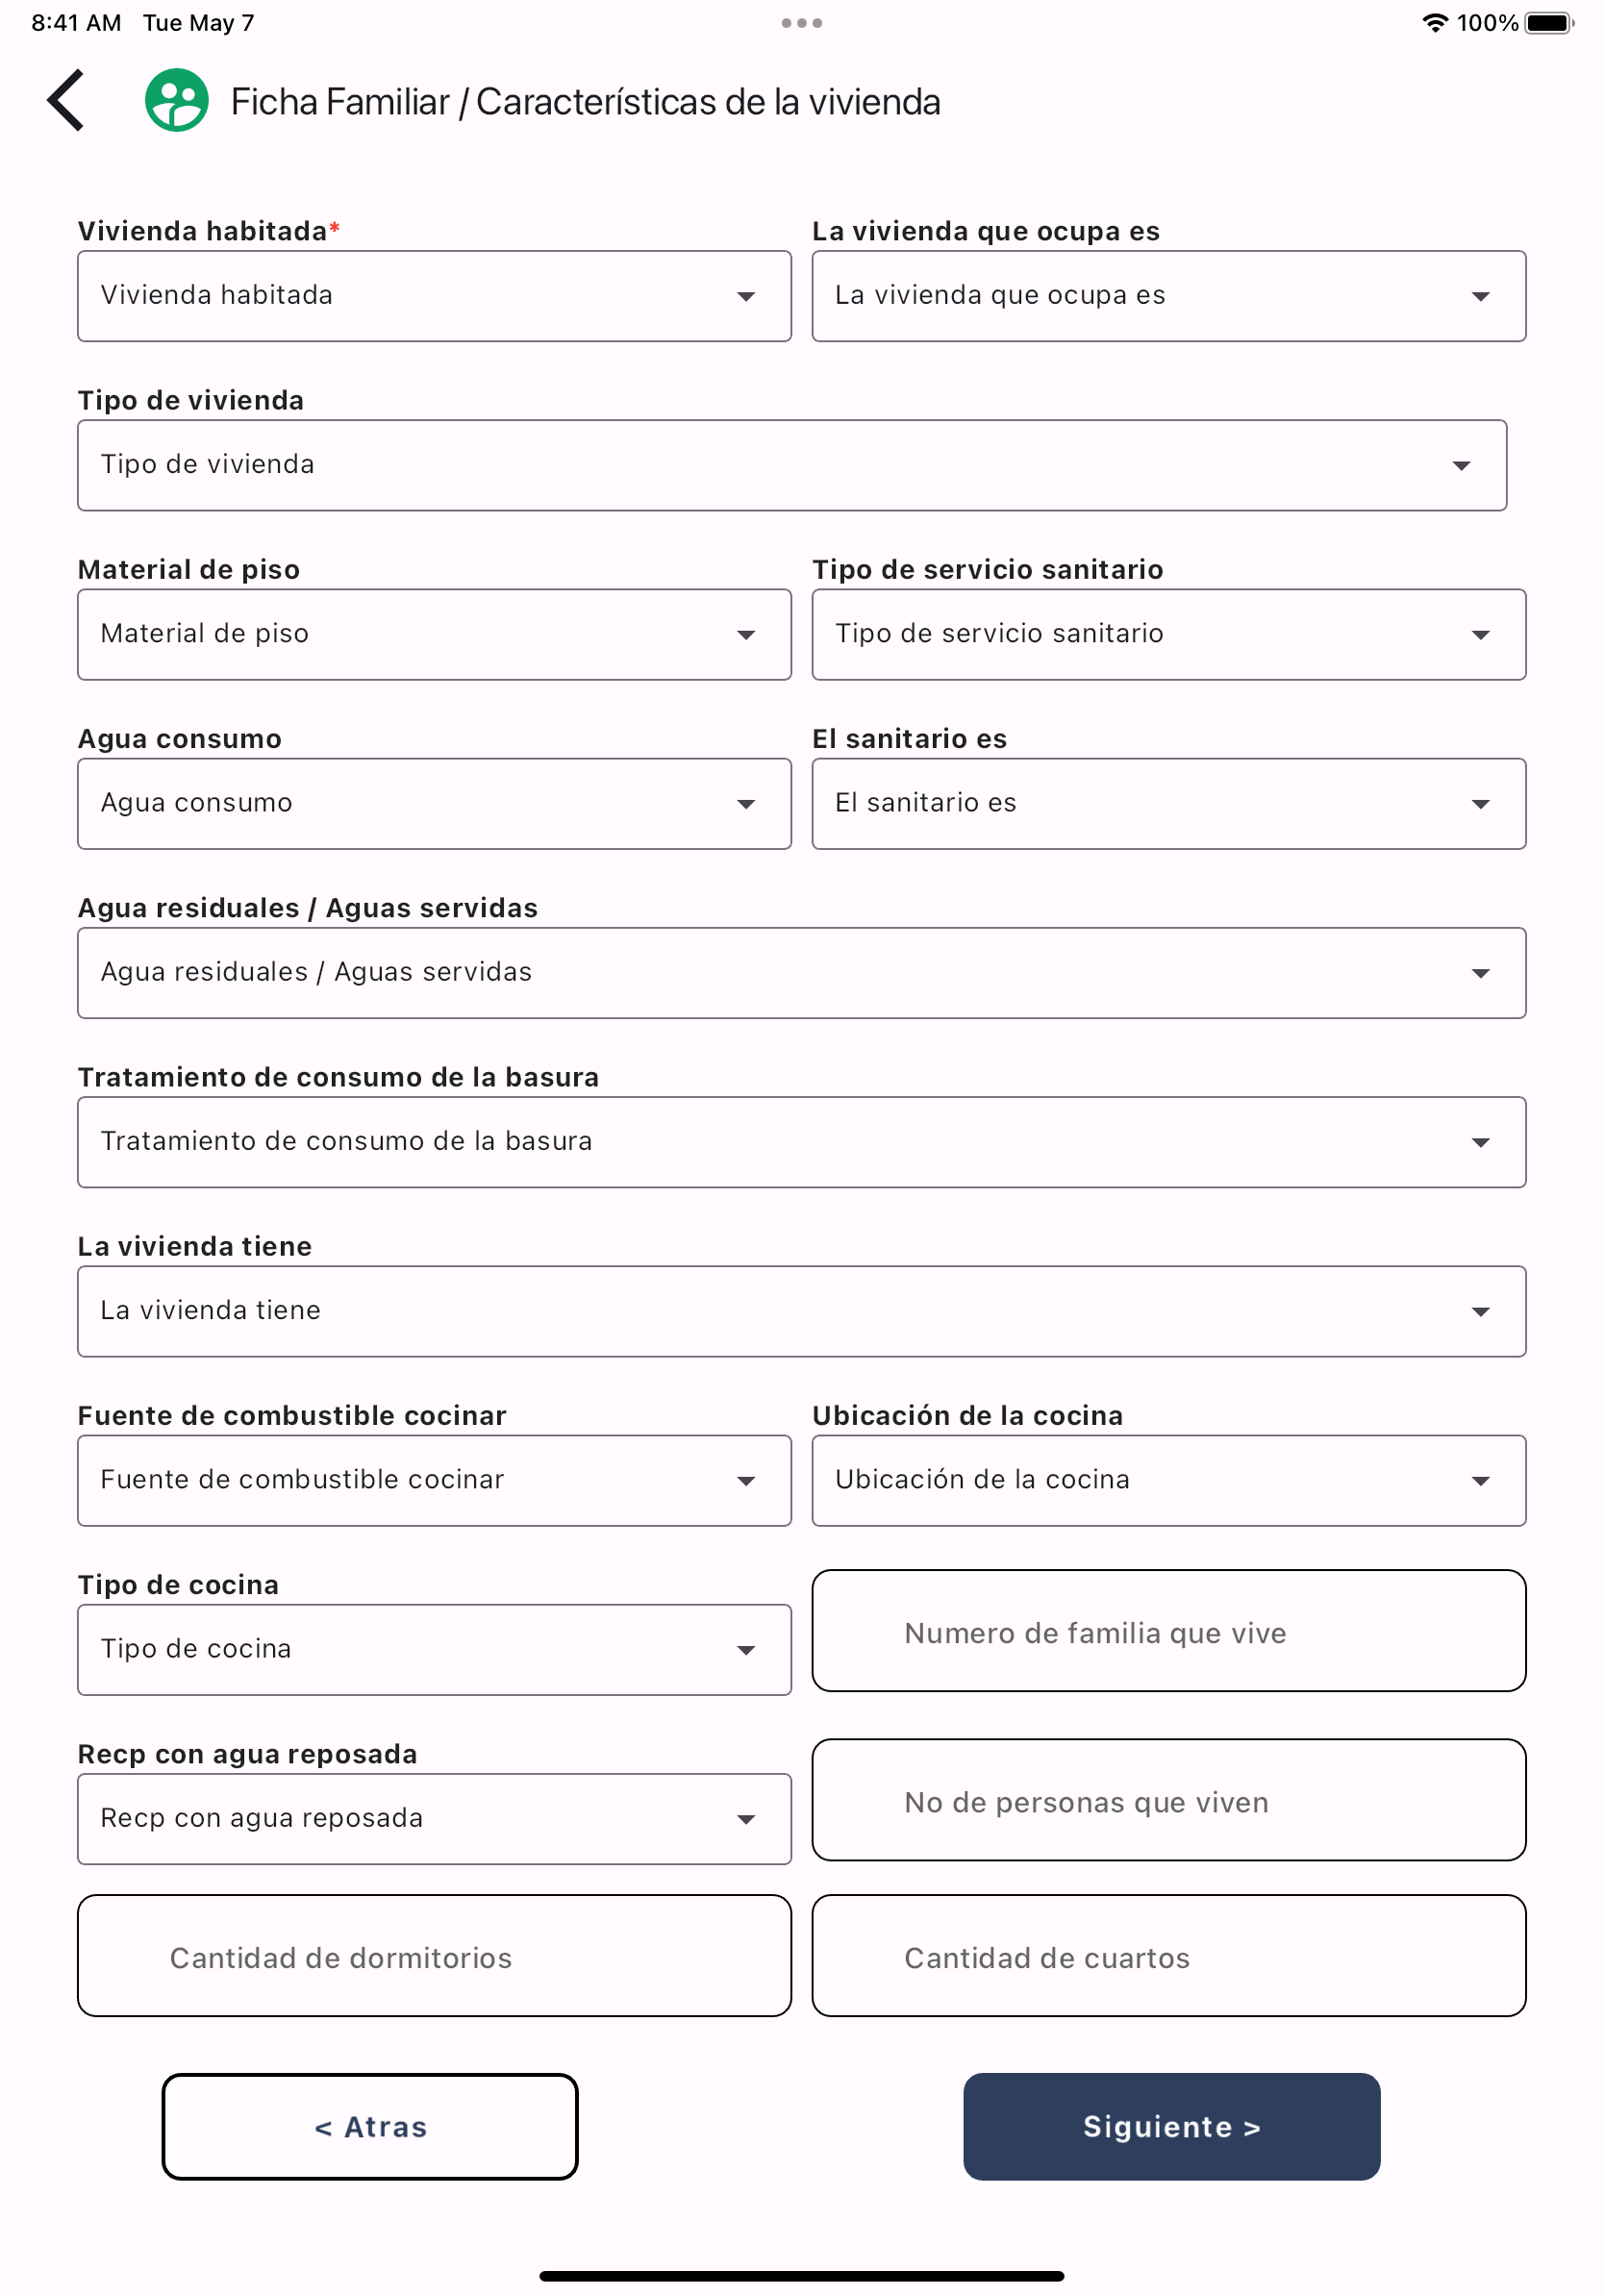 8:41 AM Tue May 7
100%
Ficha Familiar / Características de la vivienda
Vivienda habitada*
La vivienda que ocupa es
Vivienda habitada
La vivienda que ocupa es
Tipo de vivienda
Tipo de vivienda
Material de piso
Tipo de servicio sanitario
Material de piso
Tipo de servicio sanitario
Agua consumo
El sanitario es
Agua consumo
El sanitario es
Agua residuales / Aguas servidas
Agua residuales / Aguas servidas
Tratamiento de consumo de la basura
Tratamiento de consumo de la basura
La vivienda tiene
La vivienda tiene
Fuente de combustible cocinar
Ubicación de la cocina
Fuente de combustible cocinar
Ubicación de la cocina
Tipo de cocina
Tipo de cocina
Numero de familia que vive
Recp con agua reposada
Recp con agua reposada
No de personas que viven
Cantidad de dormitorios
Cantidad de cuartos
< Atras
Siguiente >